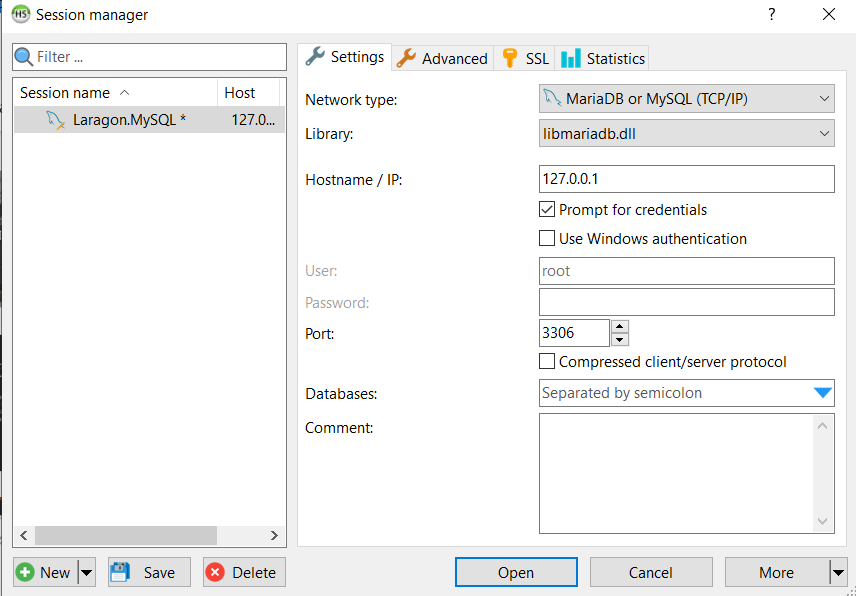 HS Session manager ?
Filter ...
Session name Host
Laragon.MySQL * 127.0...
Settings Advanced SSL Statistics
Network type: MariaDB or MySQL (TCP/IP)
Library: libmariadb.dll
Hostname / IP: 127.0.0.1
Prompt for credentials
Use Windows authentication
User: root
Password:
Port: 3306
Compressed client/server protocol
Databases: Separated by semicolon
Comment:
New Save Delete Open Cancel More